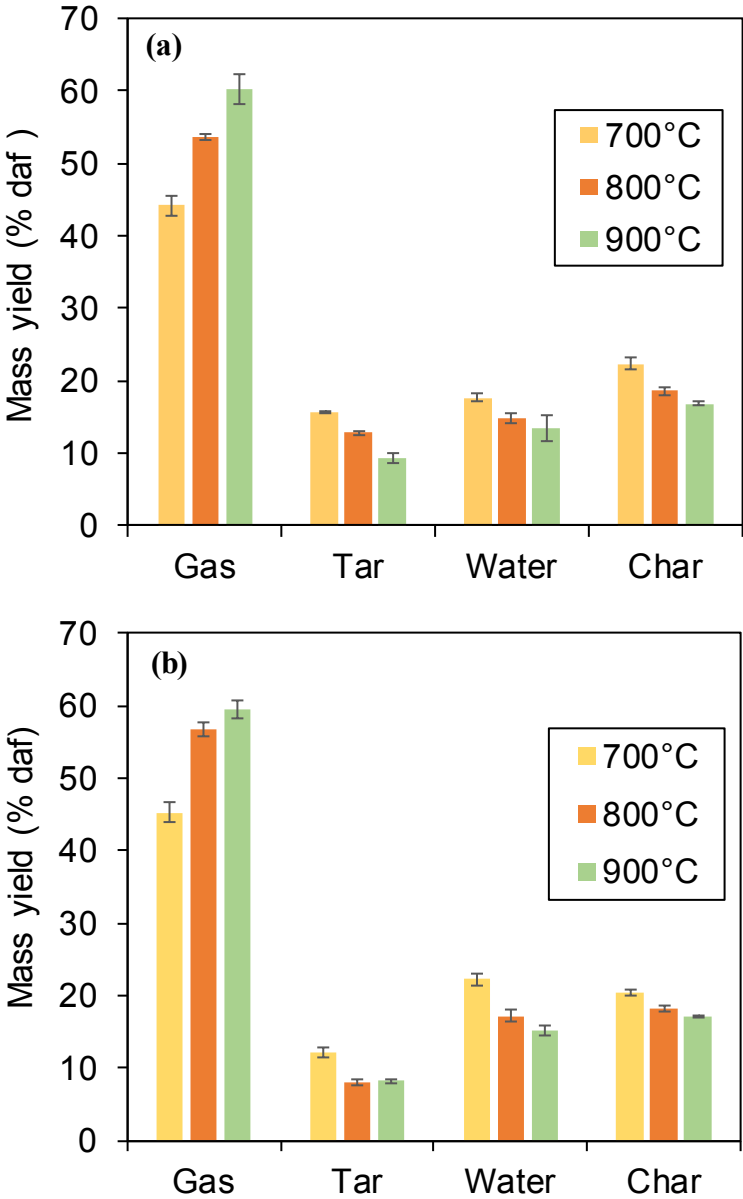 (a)
Mass yield (% daf )
70
60
50
40
30
20
10
0
700°C
800°C
900°C
Gas Tar Water Char
(b)
Mass yield (% daf)
70
60
50
40
30
20
10
0
700°C
800°C
900°C
Gas Tar Water Char